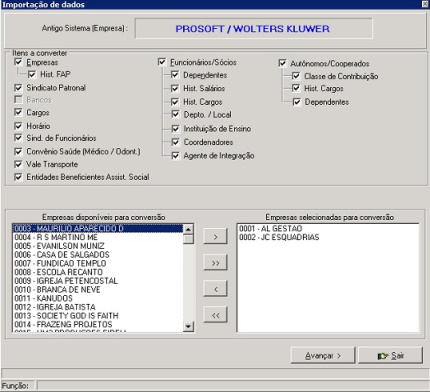 Importação de dados
Antigo Sistema (Empresa) :
PROSOFT / WOLTERS KLUWER
Itens a converter
Empresas
Hist. FAP
Sindicato Patronal
Bancos
Cargos
Horário
Sind. de Funcionários
Convênio Saúde (Médico / Odont.)
Vale Transporte
Entidades Beneficientes Assist. Social
Funcionários/Sócios
Dependentes
Hist. Salários
Hist. Cargos
Depto. / Local
Instituição de Ensino
Coordenadores
Agente de Integração
Autônomos/Cooperados
Classe de Contribuição
Hist. Cargos
Dependentes
Empresas disponíveis para conversão
0003 - MAURILIO APARECIDO D
0004 - R S MARTINO ME
0005 - EVANILSON MUNIZ
0006 - CASA DE SALGADOS
0007 - FUNDICAO TEMPLO
0008 - ESCOLA RECANTO
0009 - IGREJA PETENCOSTAL
0010 - BRANCA DE NEVE
0011 - KANUDOS
0012 - IGREJA BATISTA
0013 - SOCIETY GOD IS FAITH
0014 - FRAZENG PROJETOS
>
>>
<
<<
Empresas selecionadas para conversão
0001 - AL GESTAO
0002 - JC ESQUADRIAS
Avançar >
Sair
Função: